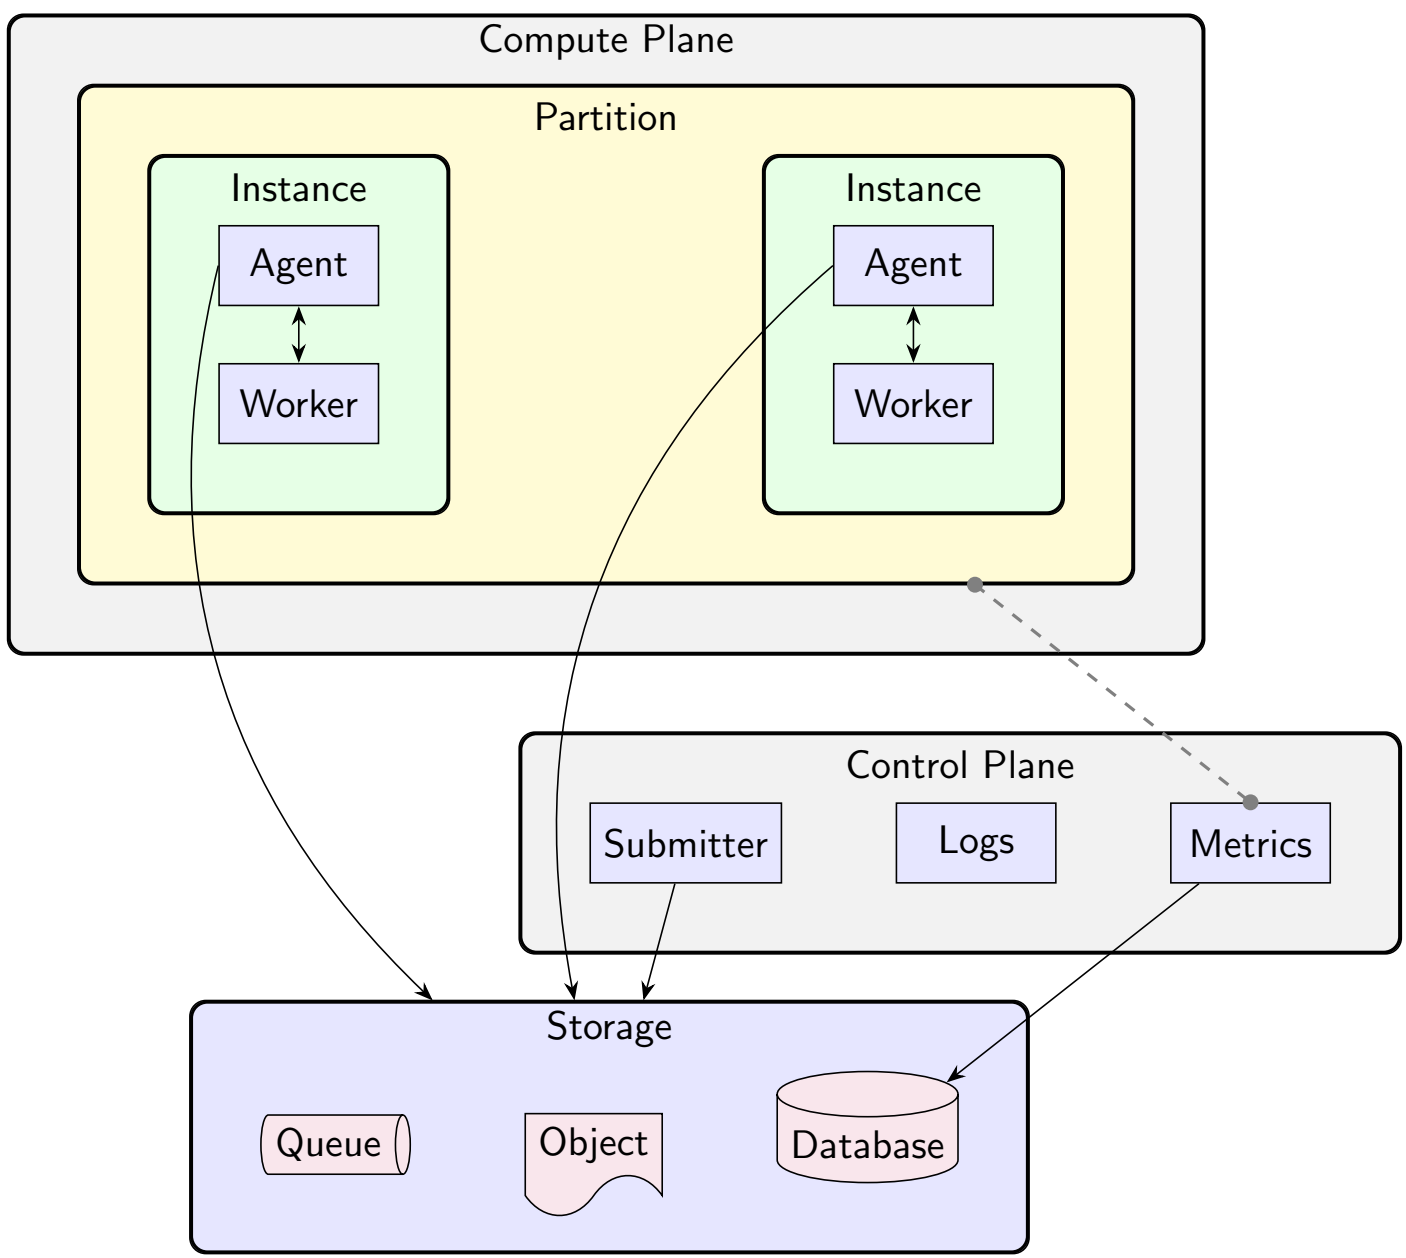 Compute Plane
Partition
Instance
Instance
Agent
Agent
Worker
Worker
Control Plane
Submitter
Logs
Metrics
Storage
Queue
Object
Database